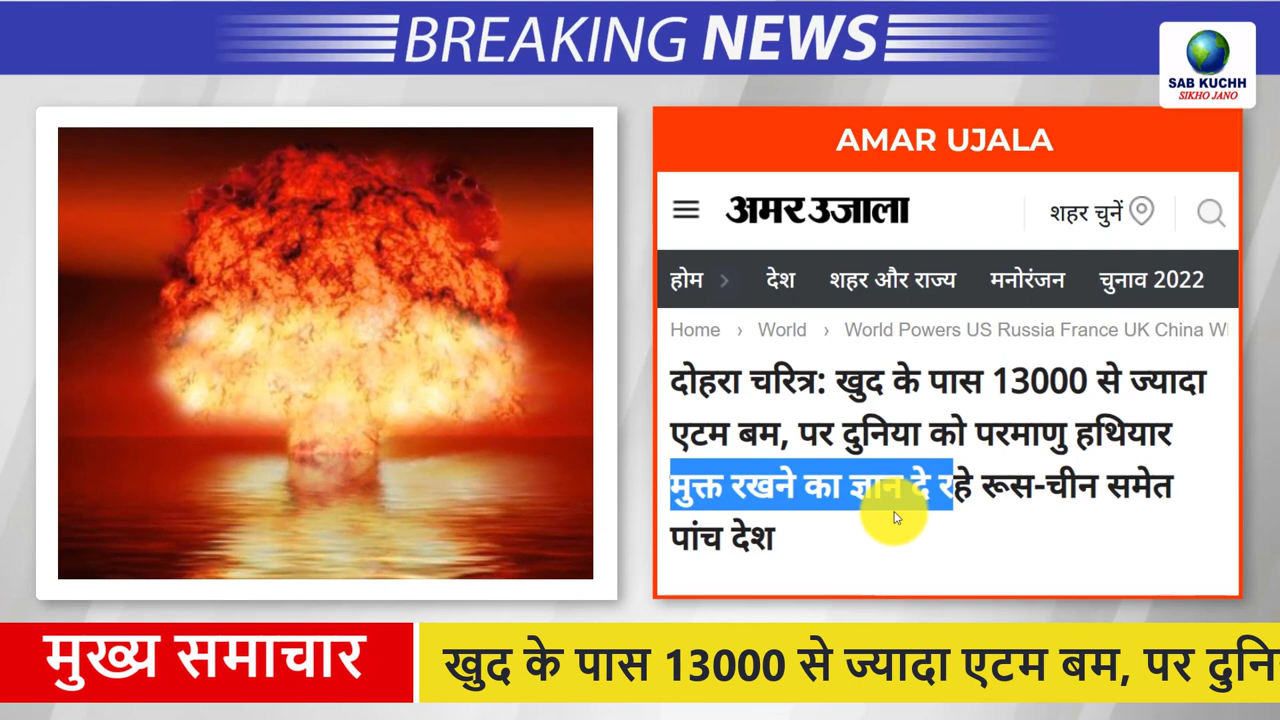 BREAKING NEWS
SAB KUCHH
SIKHO JANO
AMAR UJALA
अमर उजाला
शहर चुनें
होम देश शहर और राज्य मनोरंजन चुनाव 2022
Home › World › World Powers US Russia France UK China
दोहरा चरित्र: खुद के पास 13000 से ज्यादा
एटम बम, पर दुनिया को परमाणु हथियार
मुक्त रखने का ज्ञान दे रहे रूस-चीन समेत
पांच देश
मुख्य समाचार
खुद के पास 13000 से ज्यादा एटम बम, पर